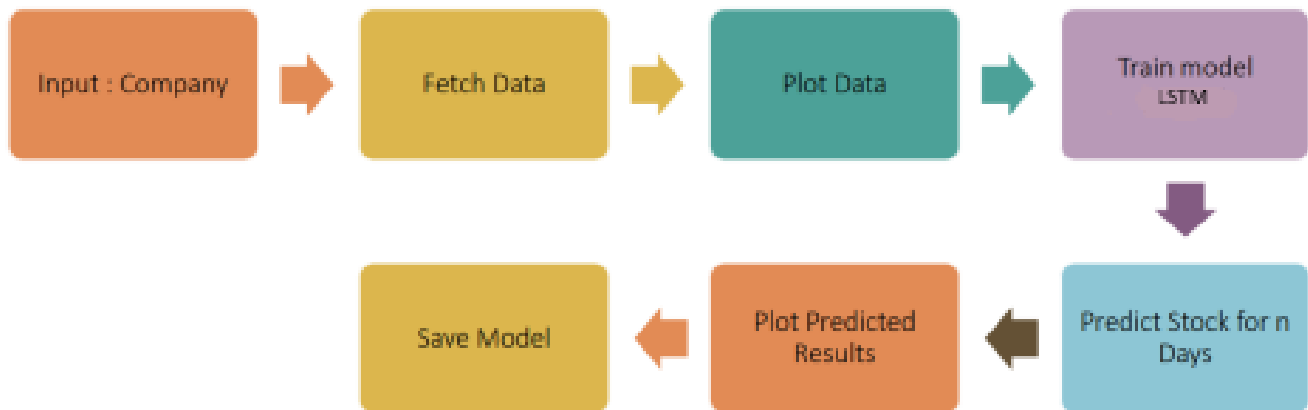 Input : Company
Fetch Data
Plot Data
Train model
LSTM
Predict Stock for n
Days
Plot Predicted
Results
Save Model